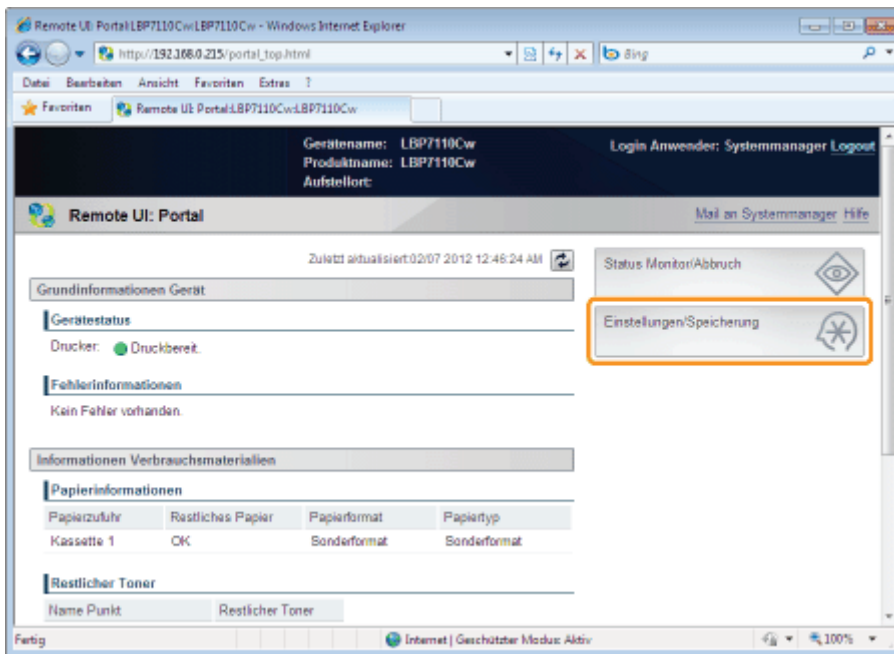 Remote UI: Portal:LBP7110Cw:LBP7110Cw - Windows Internet Explorer
http://192.168.0.215/portal_top.html
Bing
Datei Bearbeiten Ansicht Favoriten Extras ?
Favoriten Remote UI: Portal:LBP7110Cw:LBP7110Cw
Gerätename: LBP7110Cw
Produktname: LBP7110Cw
Aufstellort:
Login Anwender: Systemmanager Logout
Remote UI: Portal
Mail an Systemmanager Hilfe
Zuletzt aktualisiert:02/07 2012 12:46:24 AM
Status Monitor/Abbruch
Einstellungen/Speicherung
Grundinformationen Gerät
Gerätestatus
Drucker: Druckbereit.
Fehlerinformationen
Kein Fehler vorhanden.
Informationen Verbrauchsmaterialien
Papierinformationen
Papierzufuhr Restliches Papier Papierformat Papiertyp
Kassette 1 OK Sonderformat Sonderformat
Restlicher Toner
Name Punkt Restlicher Toner
Fertig
Internet | Geschützter Modus: Aktiv
100%